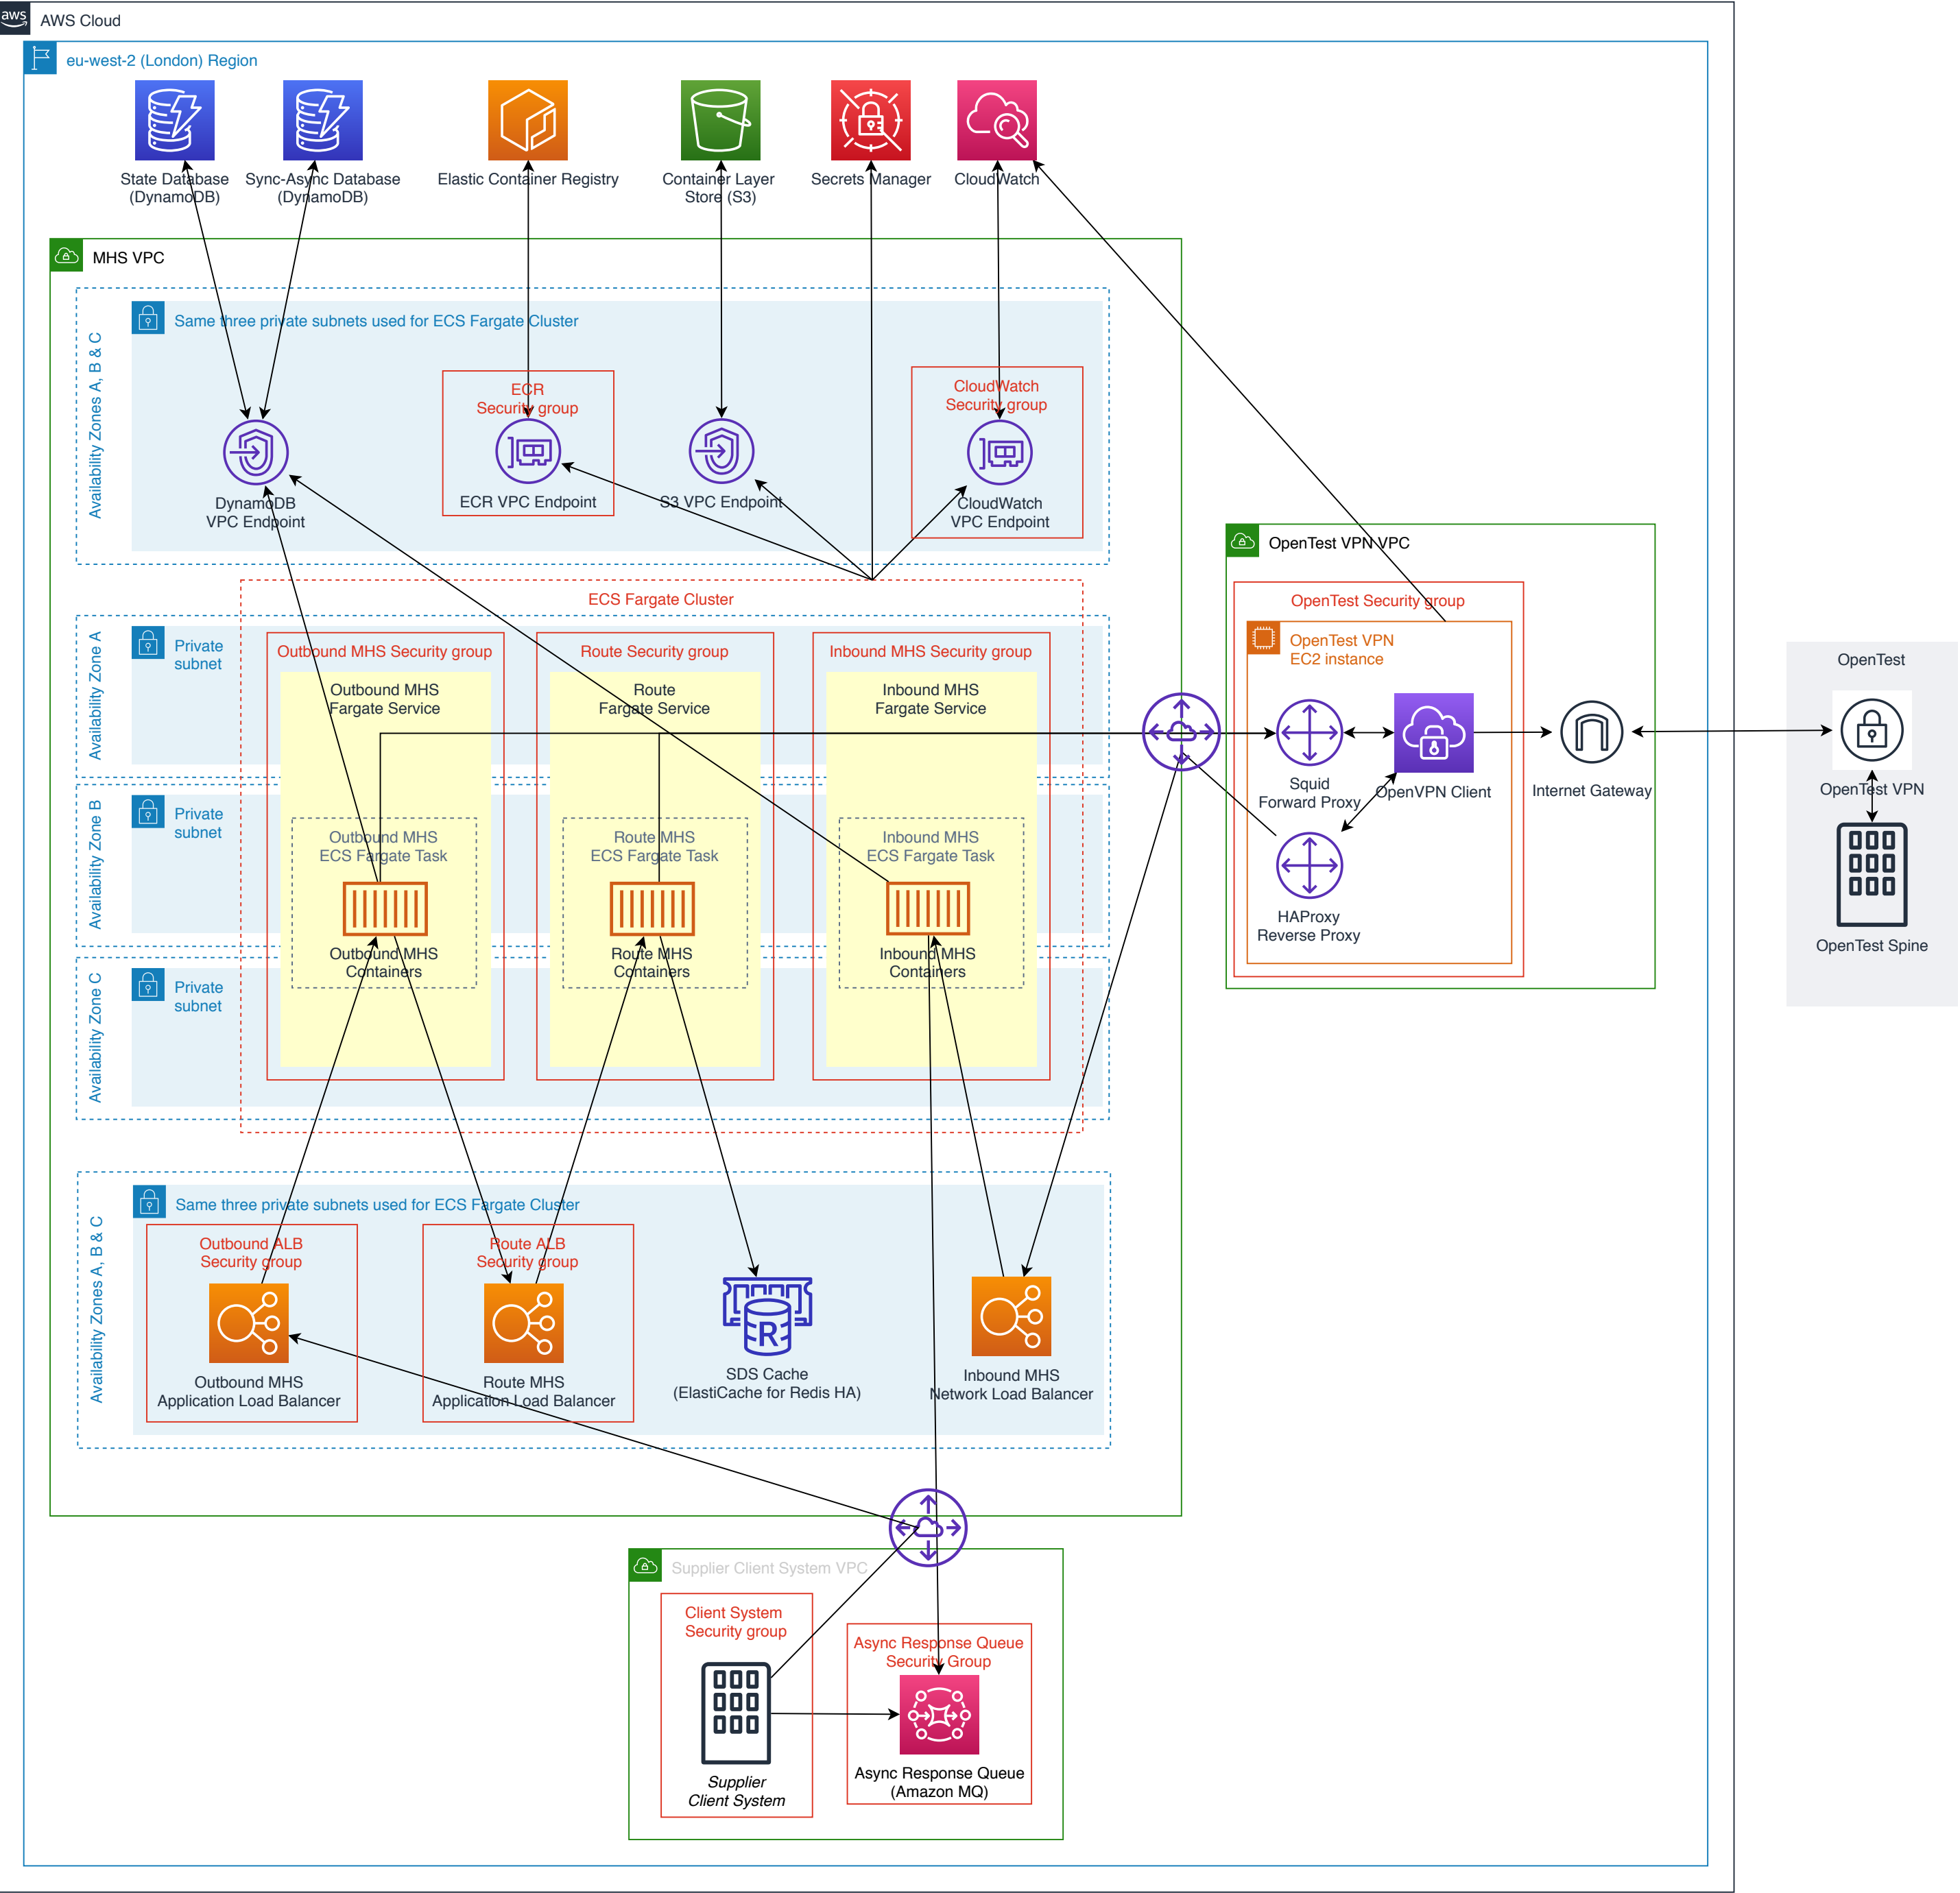 aws
AWS Cloud
eu-west-2 (London) Region
State Database
(DynamoDB)
Sync-Async Database
(DynamoDB)
Elastic Container Registry
Container Layer
Store (S3)
Secrets Manager
CloudWatch
MHS VPC
Availability Zones A, B & C
Same three private subnets used for ECS Fargate Cluster
ECR
Security group
CloudWatch
Security group
DynamoDB
VPC Endpoint
ECR VPC Endpoint
S3 VPC Endpoint
CloudWatch
VPC Endpoint
OpenTest VPN VPC
ECS Fargate Cluster
OpenTest Security group
Availability Zone A
Private
subnet
Outbound MHS Security group
Route Security group
Inbound MHS Security group
OpenTest VPN
EC2 instance
OpenTest
Outbound MHS
Fargate Service
Route
Fargate Service
Inbound MHS
Fargate Service
Squid
Forward Proxy
OpenVPN Client
Internet Gateway
OpenTest VPN
Availability Zone B
Private
subnet
Outbound MHS
ECS Fargate Task
Route MHS
ECS Fargate Task
Inbound MHS
ECS Fargate Task
HAProxy
Reverse Proxy
OpenTest Spine
Outbound MHS
Containers
Route MHS
Containers
Inbound MHS
Containers
Availability Zone C
Private
subnet
Availability Zones A, B & C
Same three private subnets used for ECS Fargate Cluster
Outbound ALB
Security group
Route ALB
Security group
Outbound MHS
Application Load Balancer
Route MHS
Application Load Balancer
R
SDS Cache
(ElastiCache for Redis HA)
Inbound MHS
Network Load Balancer
Supplier Client System VPC
Client System
Security group
Async Response Queue
Security Group
Supplier
Client System
Async Response Queue
(Amazon MQ)